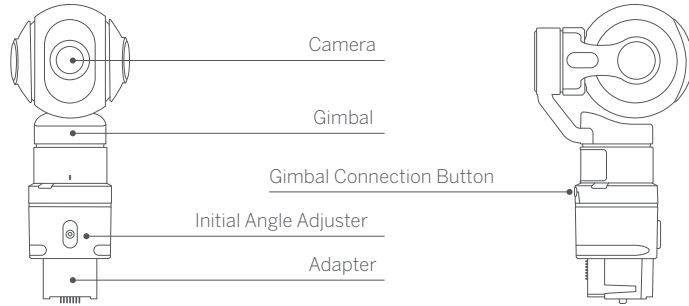 Camera
Gimbal
Gimbal Connection Button
Initial Angle Adjuster
Adapter